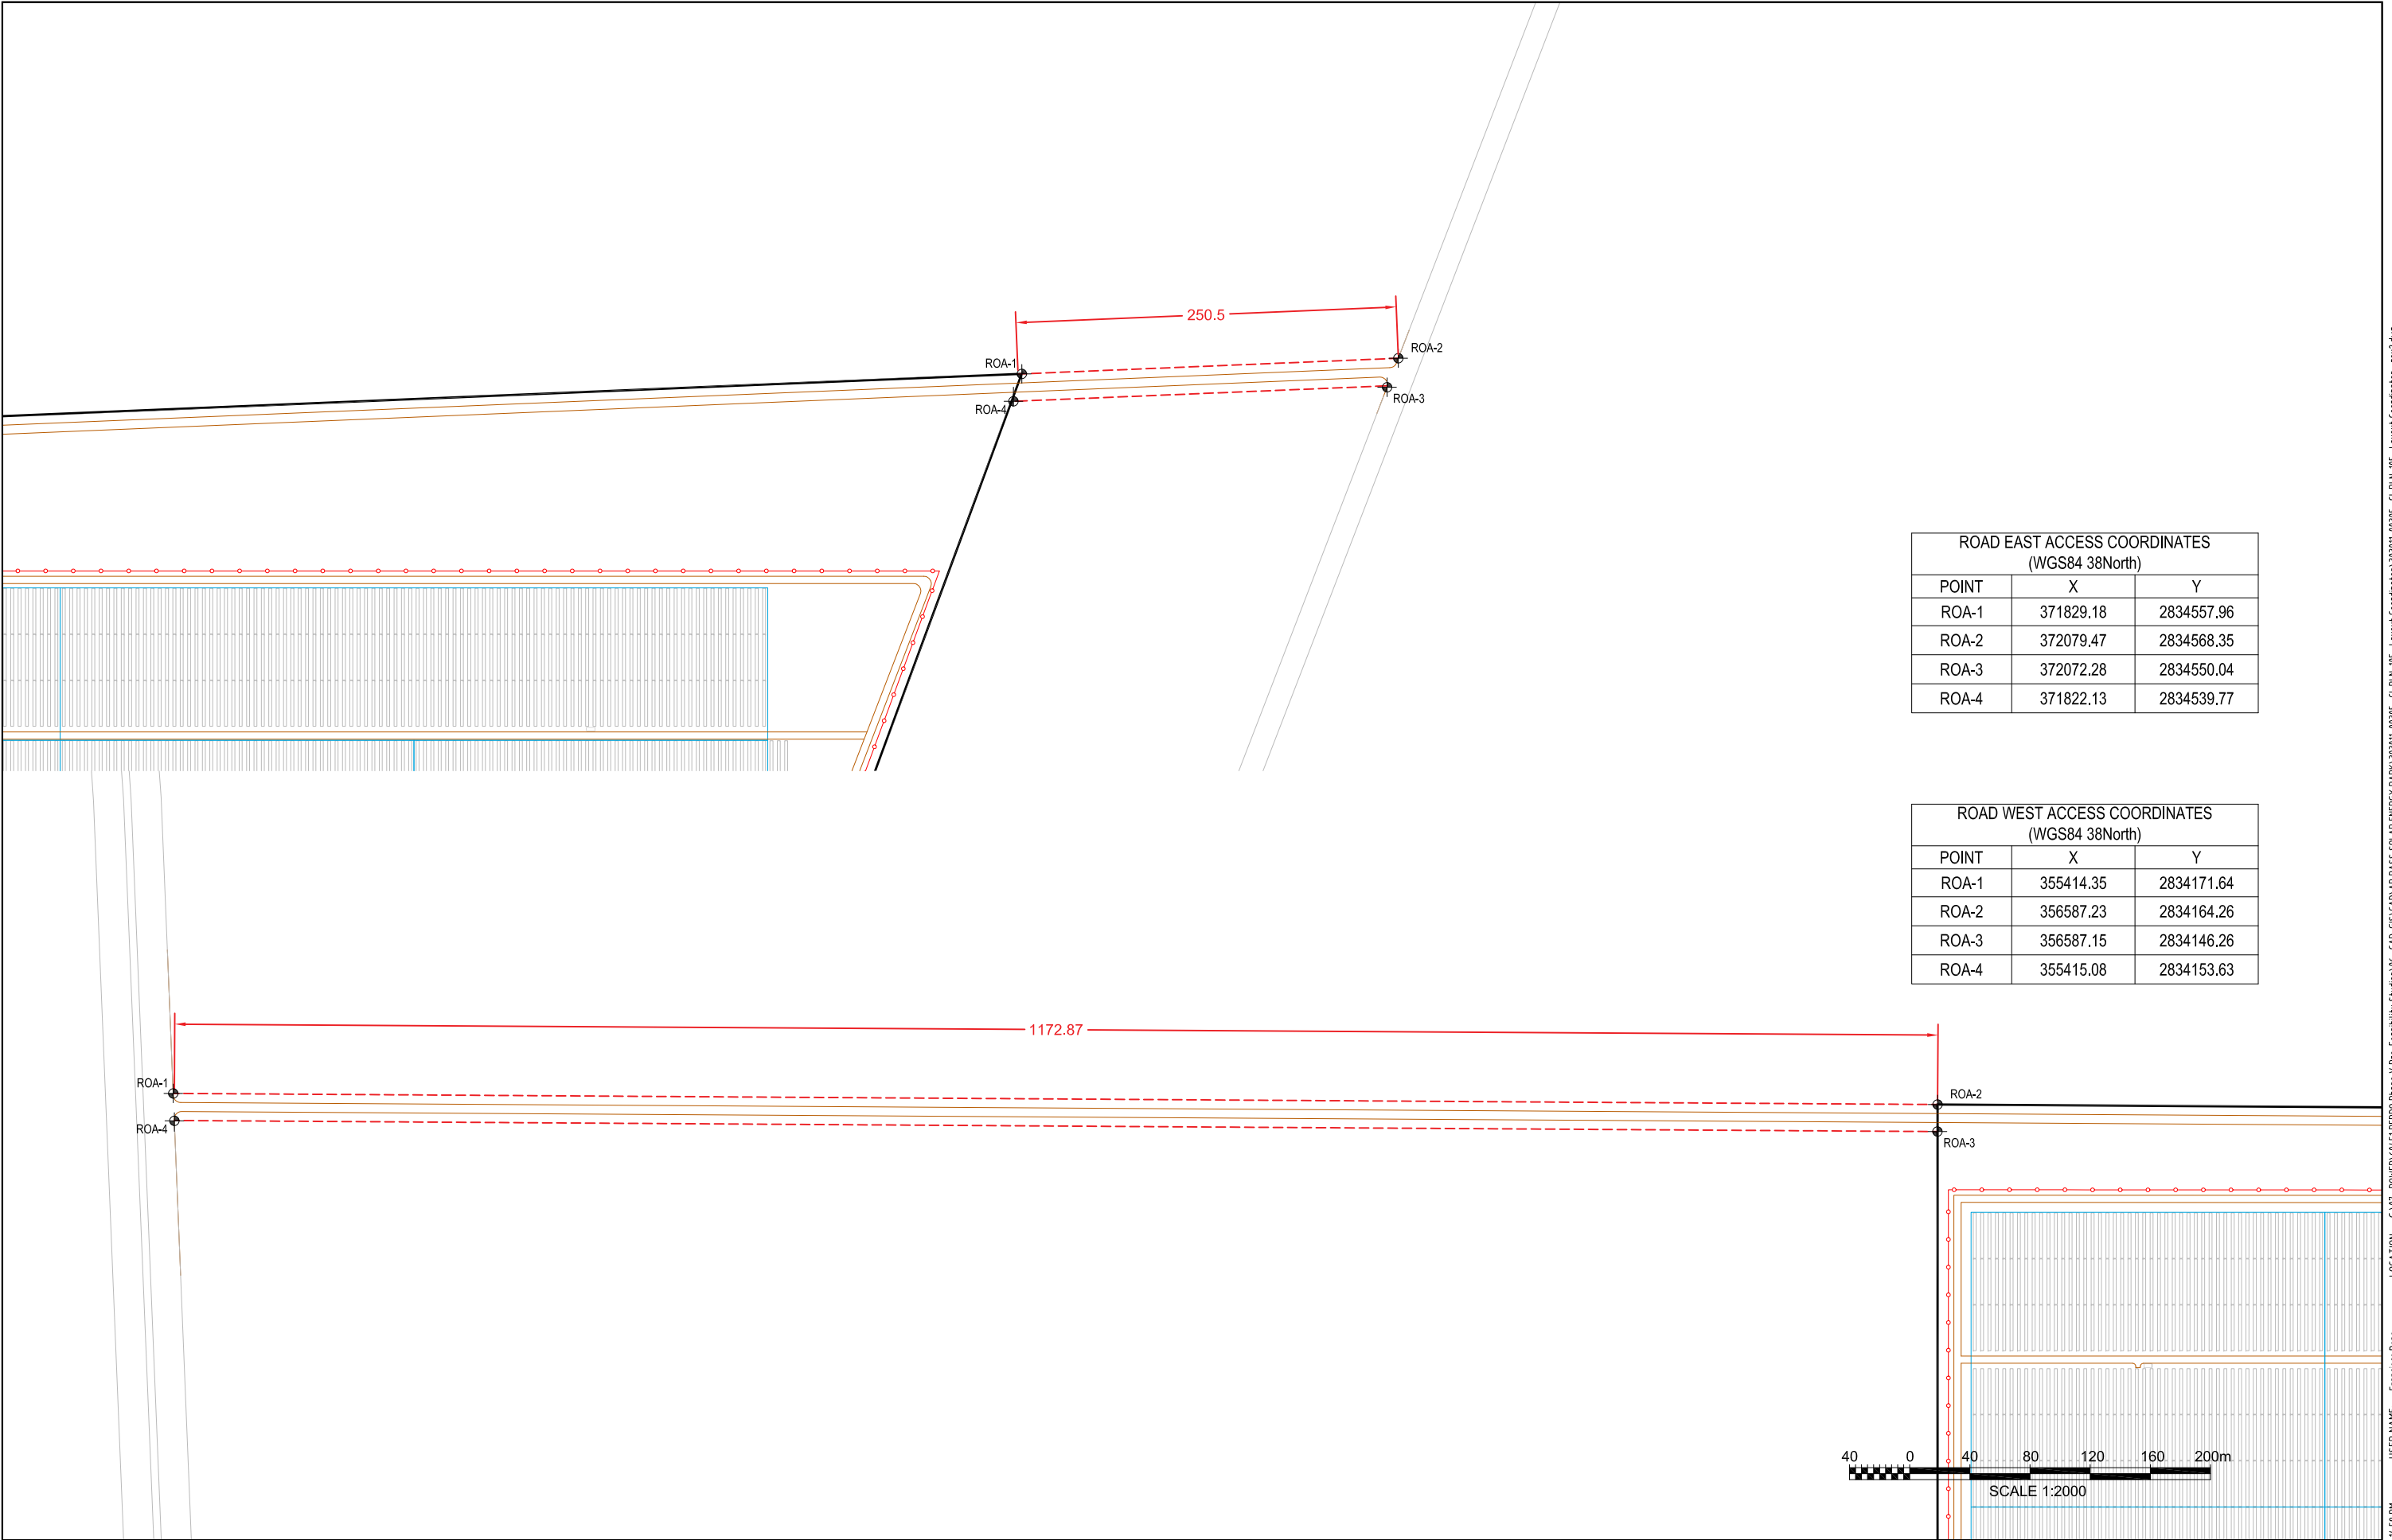 250.5
ROA-1
ROA-2
ROA-4
ROA-3
ROAD EAST ACCESS COORDINATES
(WGS84 38North)
POINT X Y
ROA-1 371829.18 2834557.96
ROA-2 372079.47 2834568.35
ROA-3 372072.28 2834550.04
ROA-4 371822.13 2834539.77
ROAD WEST ACCESS COORDINATES
(WGS84 38North)
POINT X Y
ROA-1 355414.35 2834171.64
ROA-2 356587.23 2834164.26
ROA-3 356587.15 2834146.26
ROA-4 355415.08 2834153.63
1172.87
ROA-1
ROA-2
ROA-4
ROA-3
40 0 40 80 120 160 200m
SCALE 1:2000